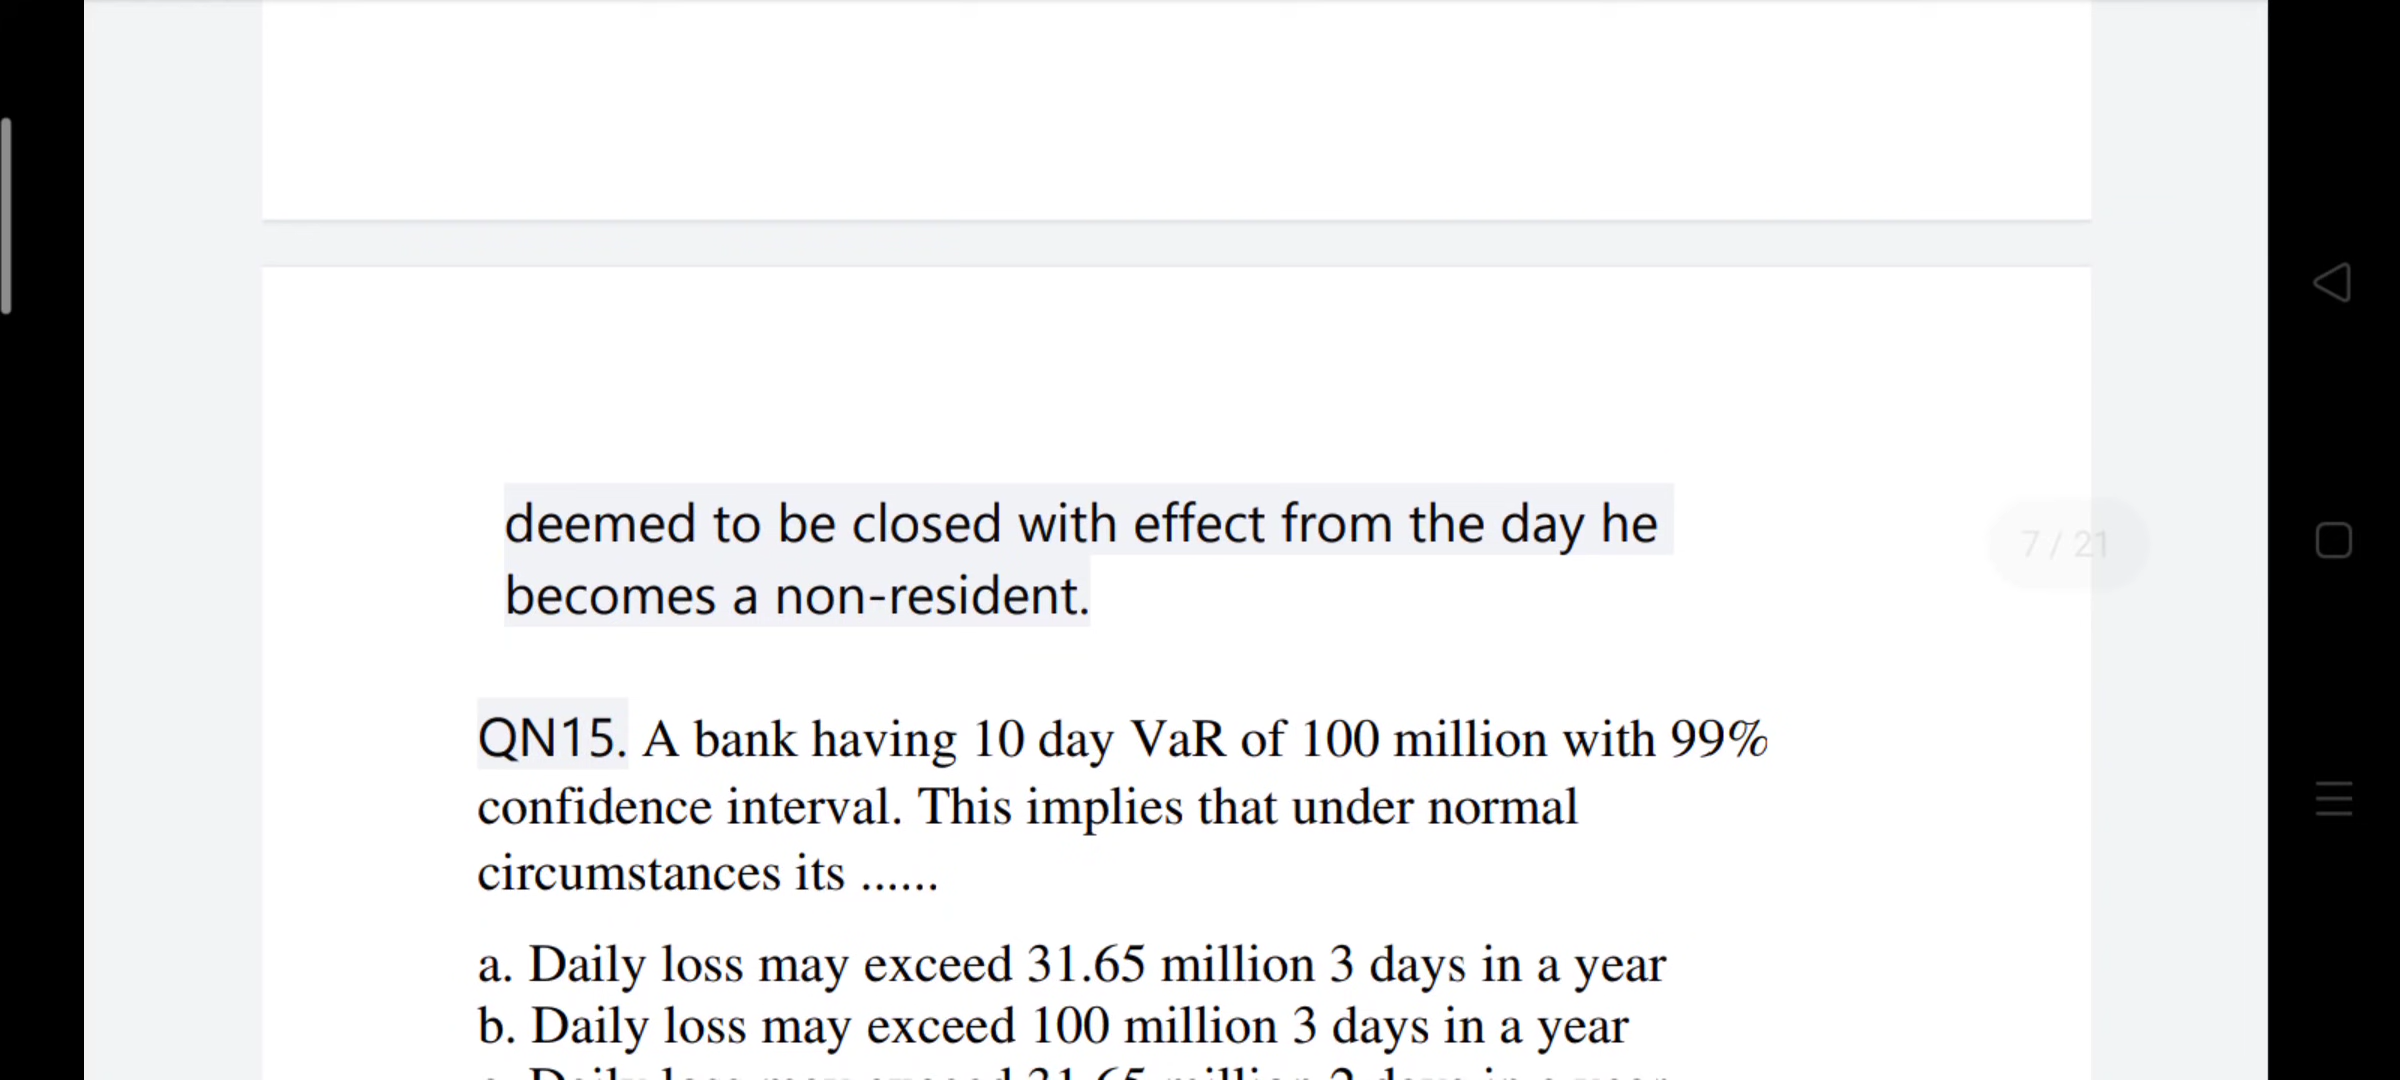 deemed to be closed with effect from the day he
becomes a non-resident.
7 / 21
QN15. A bank having 10 day VaR of 100 million with 99%
confidence interval. This implies that under normal
circumstances its ......
a. Daily loss may exceed 31.65 million 3 days in a year
b. Daily loss may exceed 100 million 3 days in a year